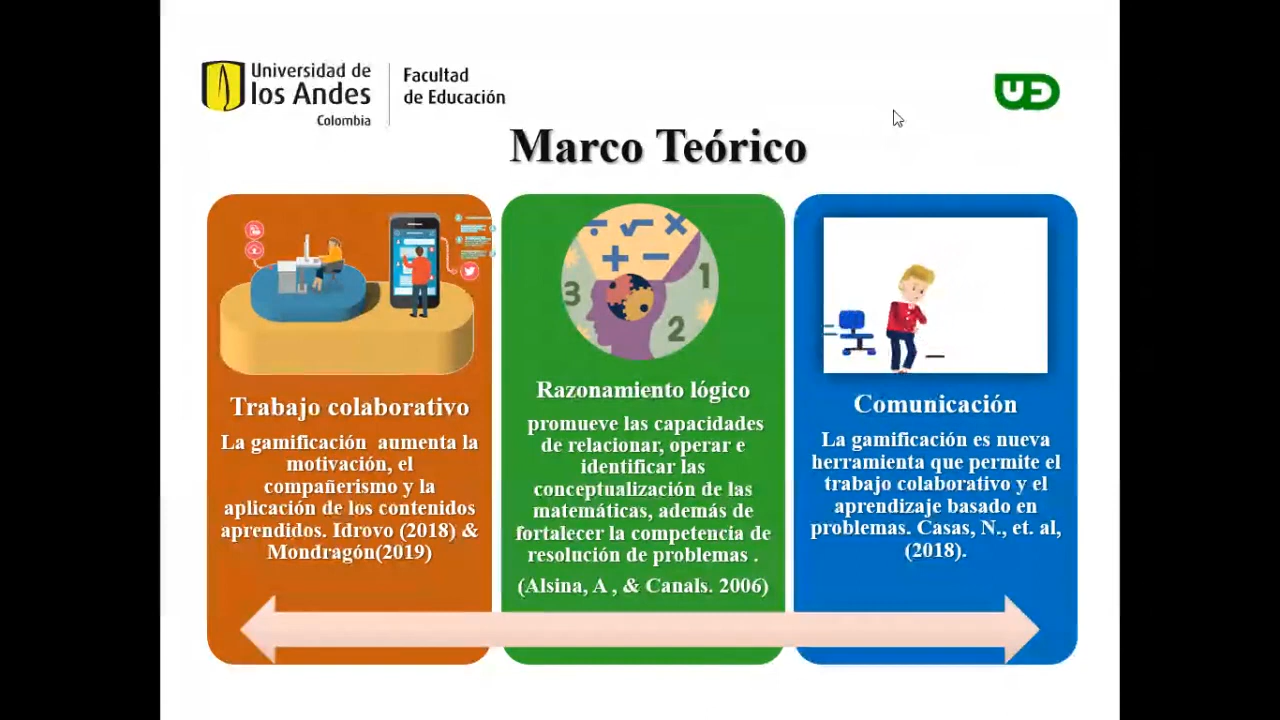 Universidad de
los Andes
Colombia
Facultad
de Educación
UD
Marco Teórico
÷ √ ×
+ −
1
3
2
Trabajo colaborativo
La gamificación aumenta la
motivación, el
compañerismo y la
aplicación de los contenidos
aprendidos. Idrovo (2018) &
Mondragón(2019)
Razonamiento lógico
promueve las capacidades
de relacionar, operar e
identificar las
conceptualización de las
matemáticas, además de
fortalecer la competencia de
resolución de problemas .
(Alsina, A , & Canals. 2006)
Comunicación
La gamificación es nueva
herramienta que permite el
trabajo colaborativo y el
aprendizaje basado en
problemas. Casas, N., et. al,
(2018).